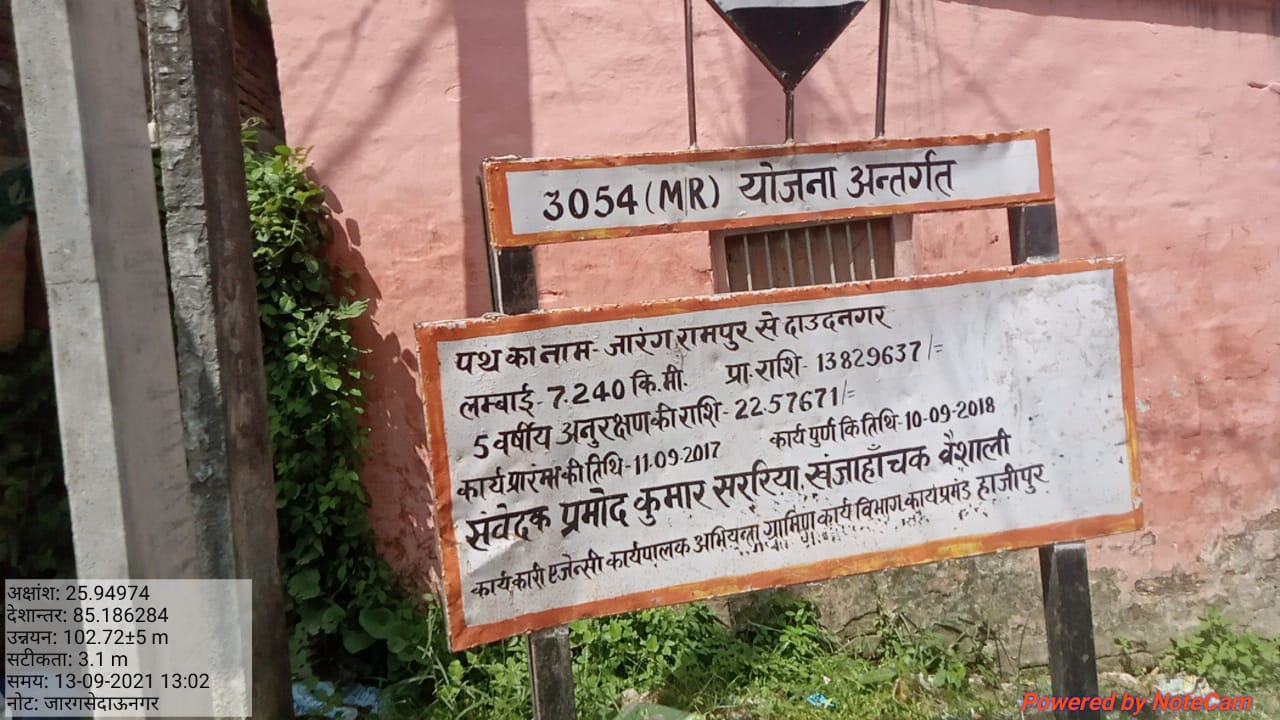 3054 (MR) योजना अन्तर्गत
पथ का नाम- जारंग रामपुर से दाउदनगर
लम्बाई- 7.240 कि.मी. प्रा. राशि- 13829637/=
5 वर्षीय अनुरक्षण की राशि- 22.57671/=
कार्य प्रारम्भ की तिथि- 11.09.2017 कार्य पुर्ण कि तिथि- 10-09-2018
संवेदक प्रमोद कुमार सररिया, संजाहाँचक वैशाली
कार्यकारी एजेन्सी कार्यपालक अभियन्ता ग्रामिण कार्य विभाग, कार्य प्रमंड हाजीपुर
अक्षांश: 25.94974
देशान्तर: 85.186284
उन्नयन: 102.72±5 m
सटीकता: 3.1 m
समय: 13-09-2021 13:02
नोट: जारगसेदाऊनगर
Powered by NoteCam